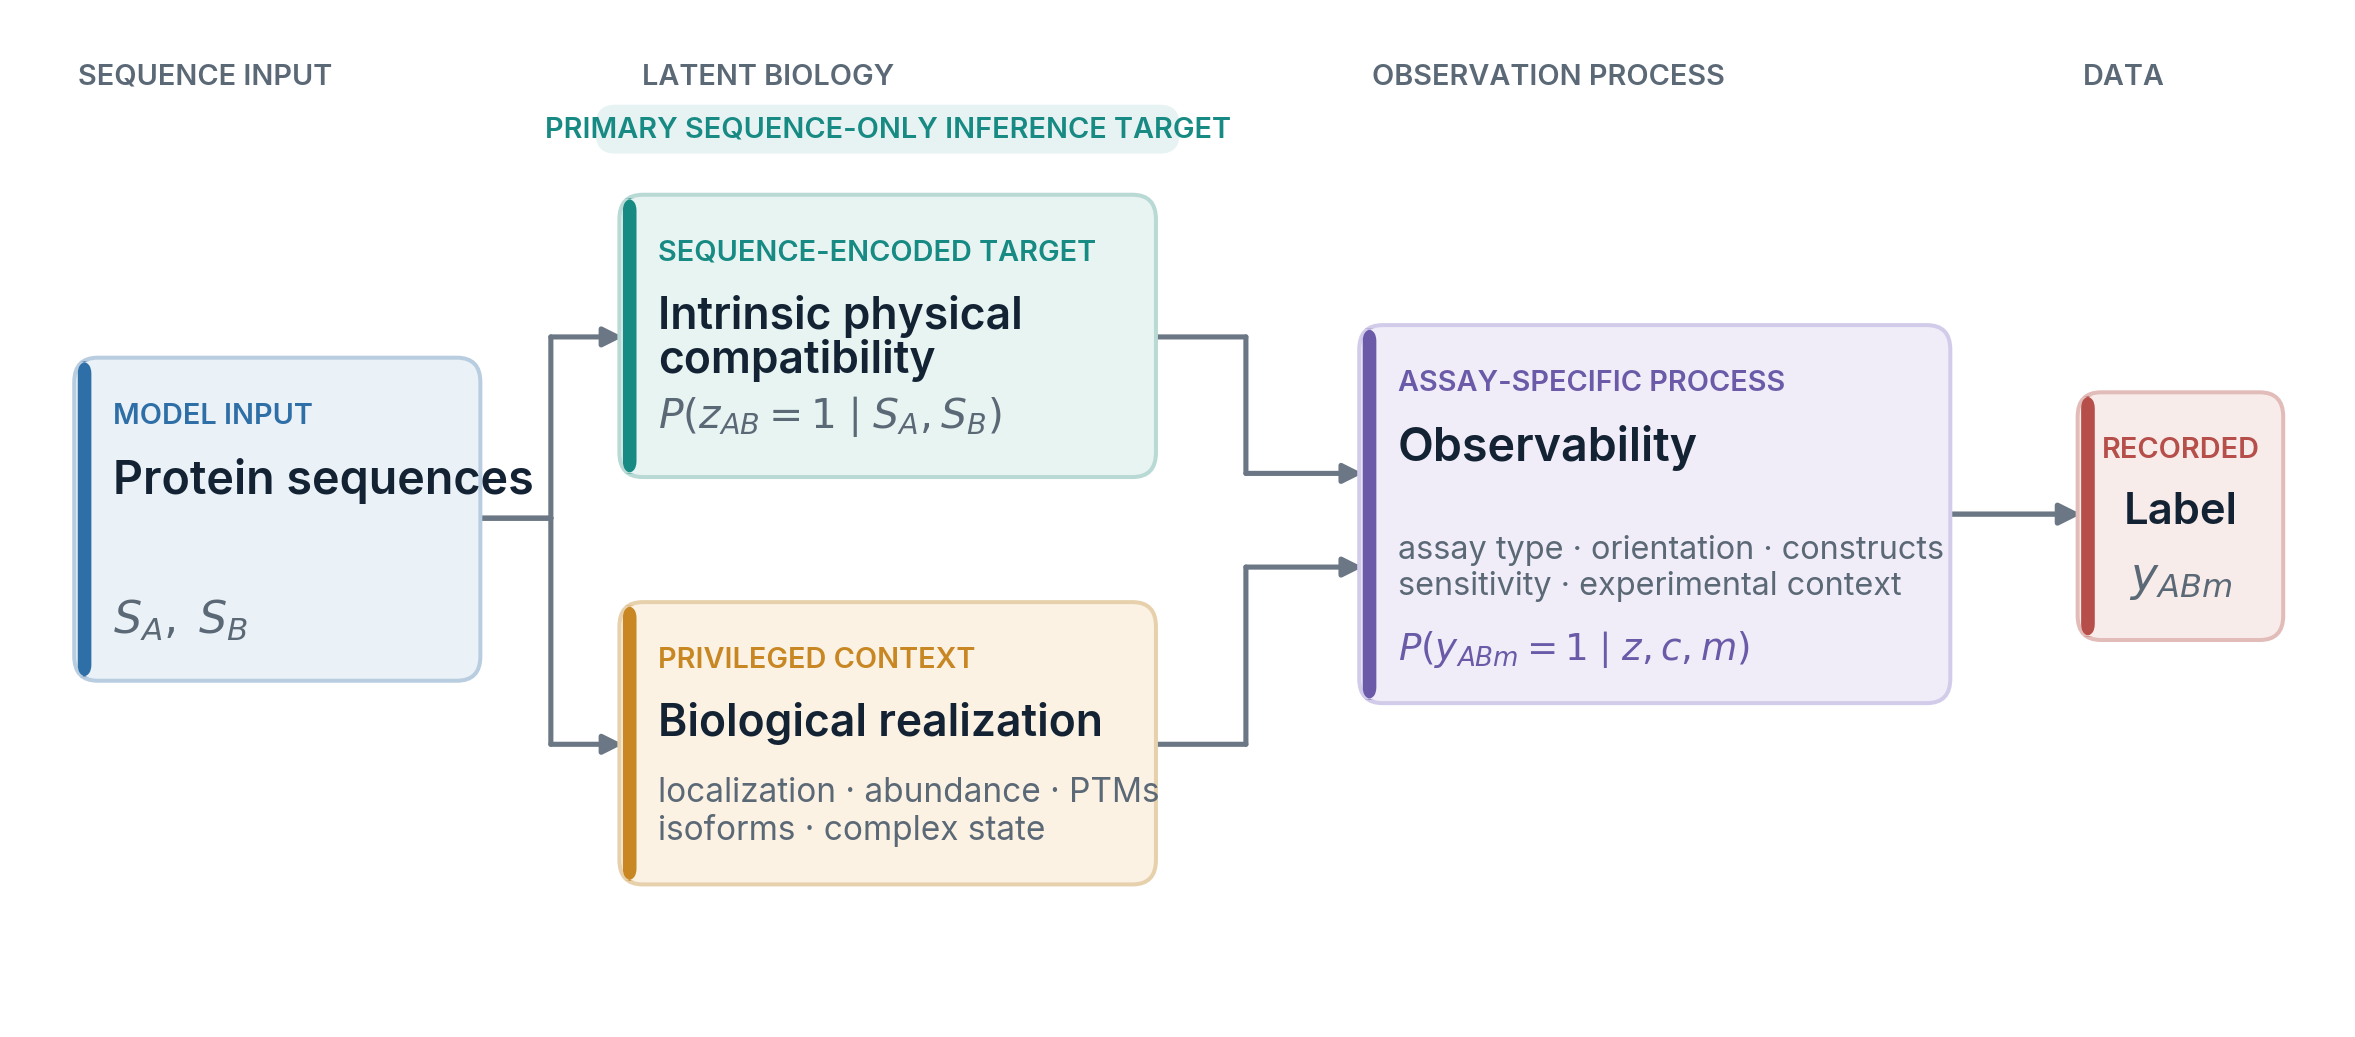 SEQUENCE INPUT
LATENT BIOLOGY
OBSERVATION PROCESS
DATA
PRIMARY SEQUENCE-ONLY INFERENCE TARGET
MODEL INPUT
Protein sequences
S_A, S_B
SEQUENCE-ENCODED TARGET
Intrinsic physical
compatibility
P(z_AB = 1 | S_A, S_B)
PRIVILEGED CONTEXT
Biological realization
localization · abundance · PTMs
isoforms · complex state
ASSAY-SPECIFIC PROCESS
Observability
assay type · orientation · constructs
sensitivity · experimental context
P(y_ABm = 1 | z, c, m)
RECORDED
Label
y_ABm